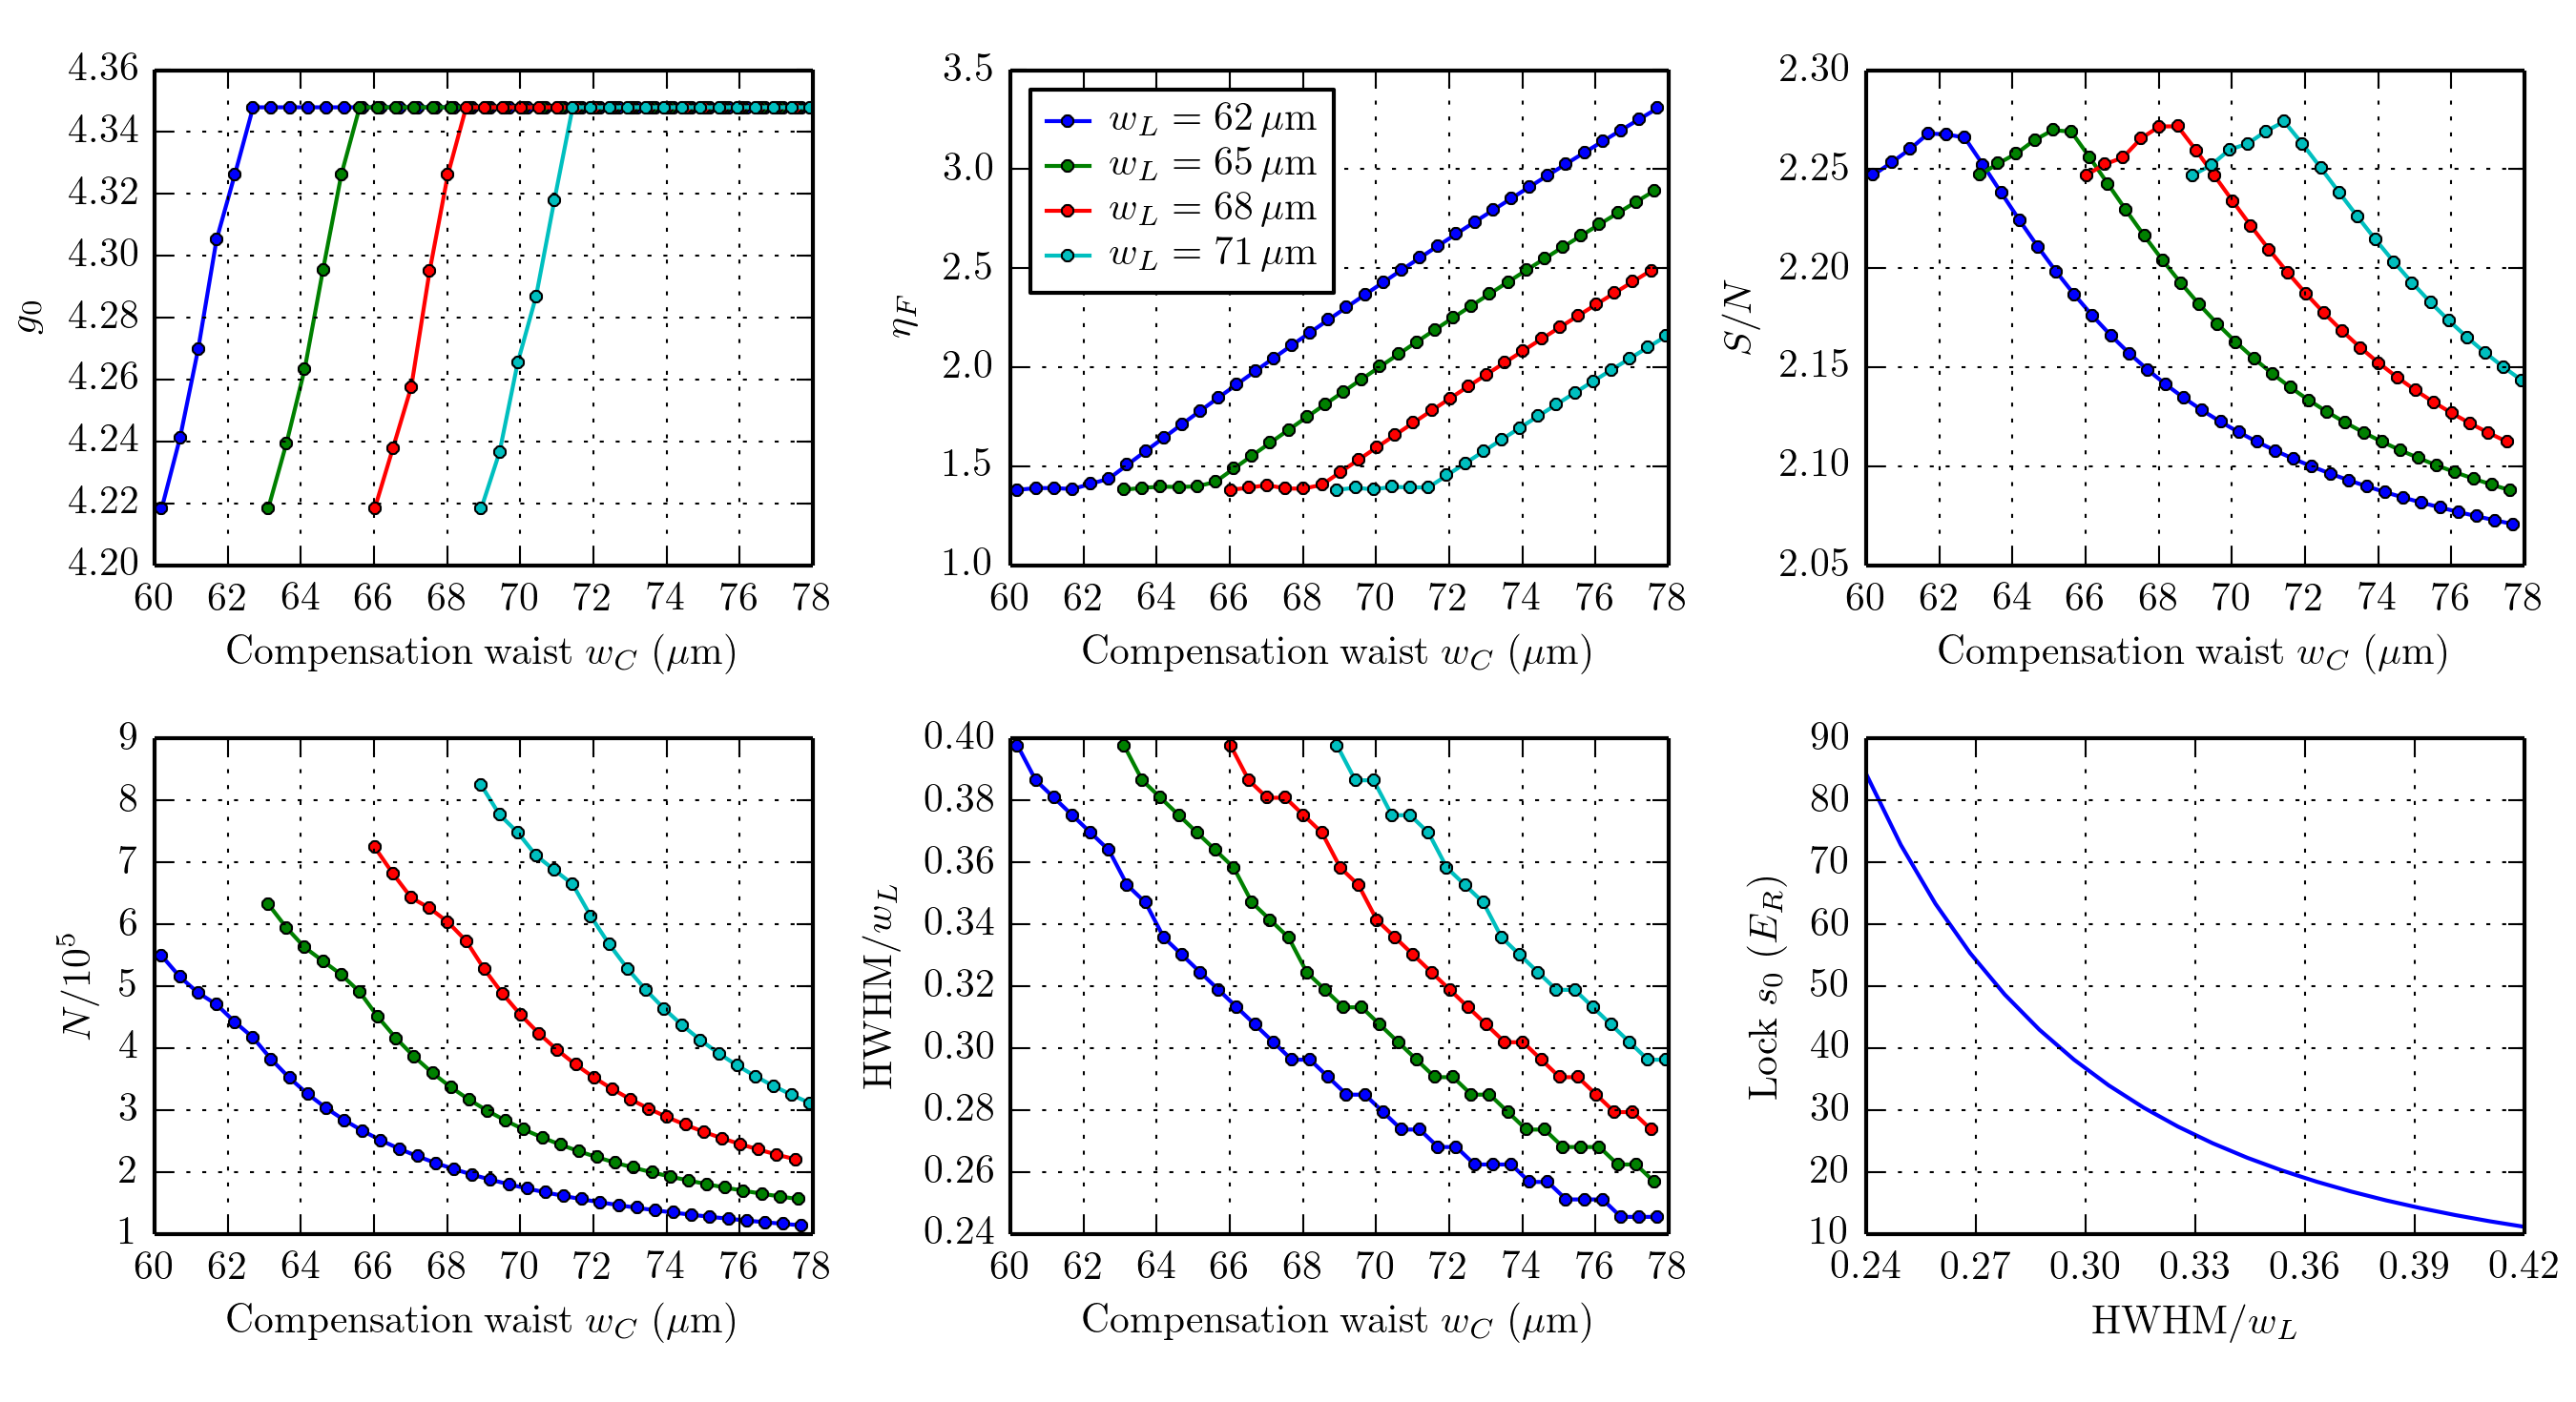 4.36
4.34
4.32
4.30
4.28
4.26
4.24
4.22
4.20
g0
60 62 64 66 68 70 72 74 76 78
Compensation waist wC (μm)
3.5
3.0
2.5
2.0
1.5
1.0
ηF
wL = 62 μm
wL = 65 μm
wL = 68 μm
wL = 71 μm
60 62 64 66 68 70 72 74 76 78
Compensation waist wC (μm)
2.30
2.25
2.20
2.15
2.10
2.05
S/N
60 62 64 66 68 70 72 74 76 78
Compensation waist wC (μm)
9
8
7
6
5
4
3
2
1
N/10^5
60 62 64 66 68 70 72 74 76 78
Compensation waist wC (μm)
0.40
0.38
0.36
0.34
0.32
0.30
0.28
0.26
0.24
HWHM/wL
60 62 64 66 68 70 72 74 76 78
Compensation waist wC (μm)
90
80
70
60
50
40
30
20
10
Lock s0 (ER)
0.24 0.27 0.30 0.33 0.36 0.39 0.42
HWHM/wL